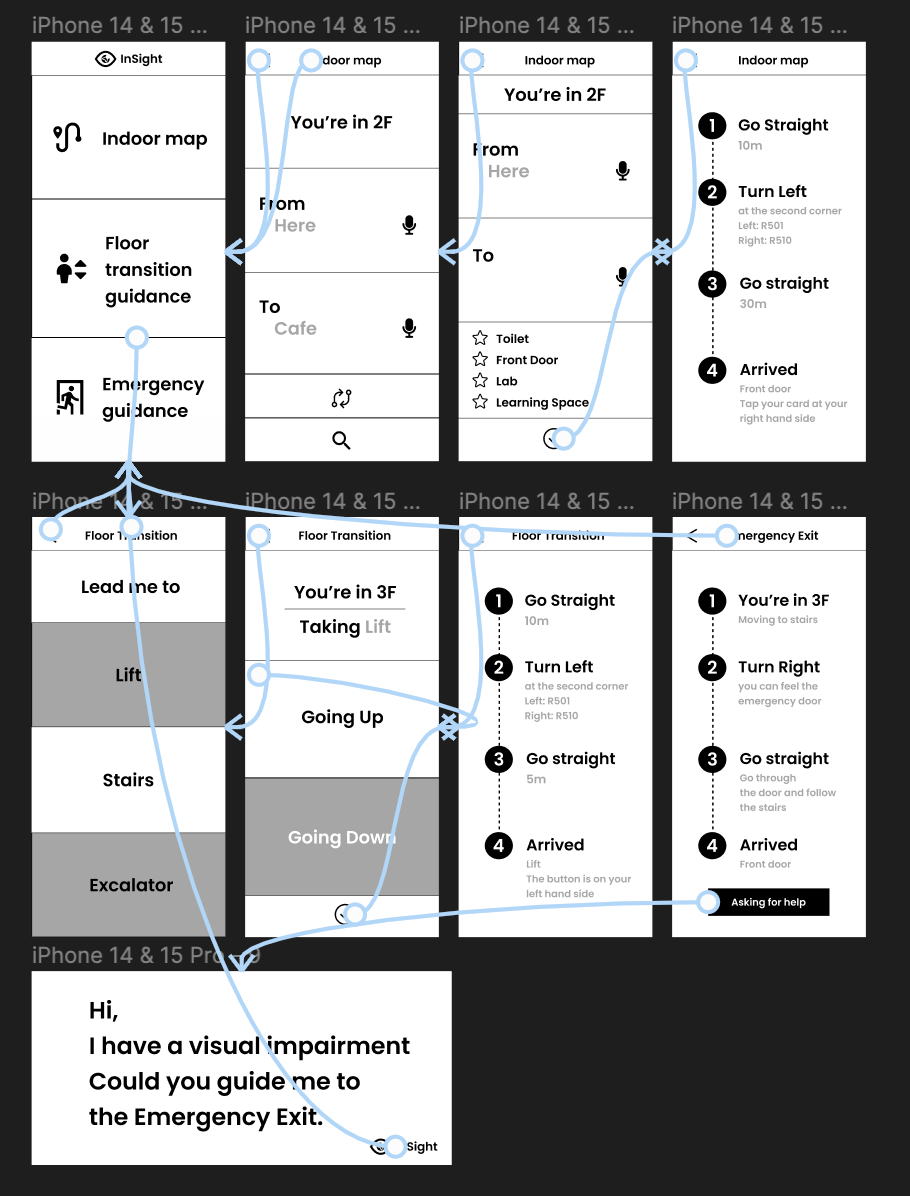 iPhone 14 & 15 ...
InSight
Indoor map
Floor
transition
guidance
Emergency
guidance
iPhone 14 & 15 ...
Indoor map
You're in 2F
From
Here
To
Cafe
iPhone 14 & 15 ...
Indoor map
You're in 2F
From
Here
To
Toilet
Front Door
Lab
Learning Space
iPhone 14 & 15 ...
Indoor map
1 Go Straight
10m
2 Turn Left
at the second corner
Left: R501
Right: R510
3 Go straight
30m
4 Arrived
Front door
Tap your card at your
right hand side
iPhone 14 & 15 ...
Floor Transition
Lead me to
Lift
Stairs
Excalator
iPhone 14 & 15 ...
Floor Transition
You're in 3F
Taking Lift
Going Up
Going Down
iPhone 14 & 15 ...
Floor Transition
1 Go Straight
10m
2 Turn Left
at the second corner
Left: R501
Right: R510
3 Go straight
5m
4 Arrived
Lift
The button is on your
left hand side
iPhone 14 & 15 ...
Emergency Exit
1 You're in 3F
Moving to stairs
2 Turn Right
you can feel the
emergency door
3 Go straight
Go through
the door and follow
the stairs
4 Arrived
Front door
Asking for help
iPhone 14 & 15 Pro - 9
Hi,
I have a visual impairment
Could you guide me to
the Emergency Exit.
InSight